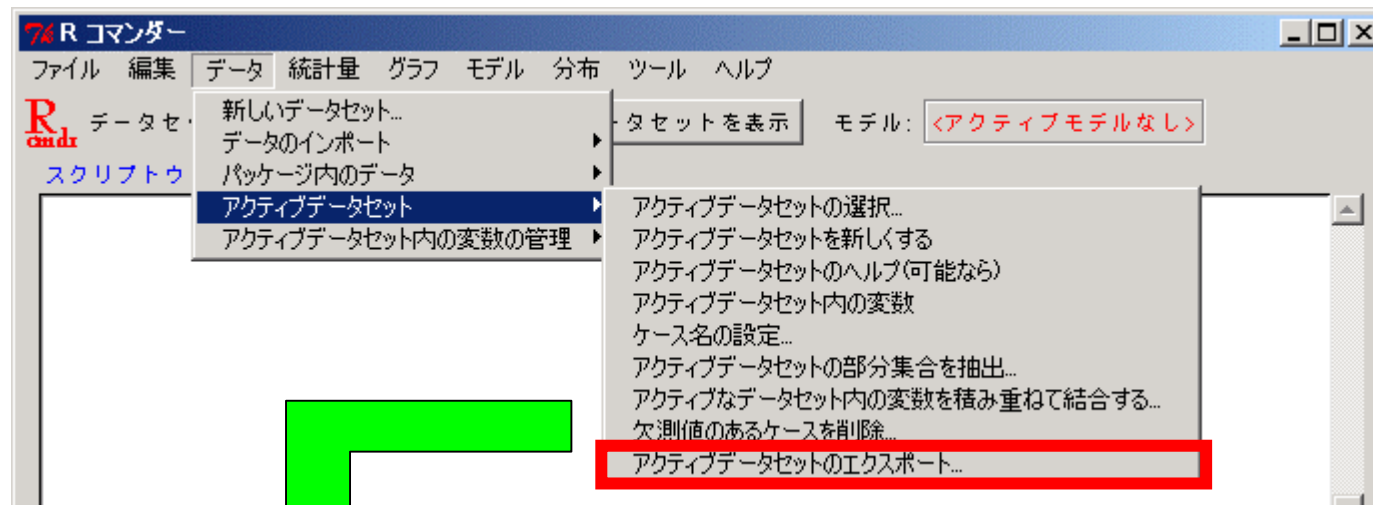 R コマンダー
ファイル 編集 データ 統計量 グラフ モデル 分布 ツール ヘルプ
Rcmdr データセ タセットを表示 モデル: <アクティブモデルなし>
スクリプトウ
新しいデータセット...
データのインポート
パッケージ内のデータ
アクティブデータセット
アクティブデータセット内の変数の管理
アクティブデータセットの選択...
アクティブデータセットを新しくする
アクティブデータセットのヘルプ(可能なら)
アクティブデータセット内の変数
ケース名の設定...
アクティブデータセットの部分集合を抽出...
アクティブなデータセット内の変数を積み重ねて結合する...
欠測値のあるケースを削除...
アクティブデータセットのエクスポート...